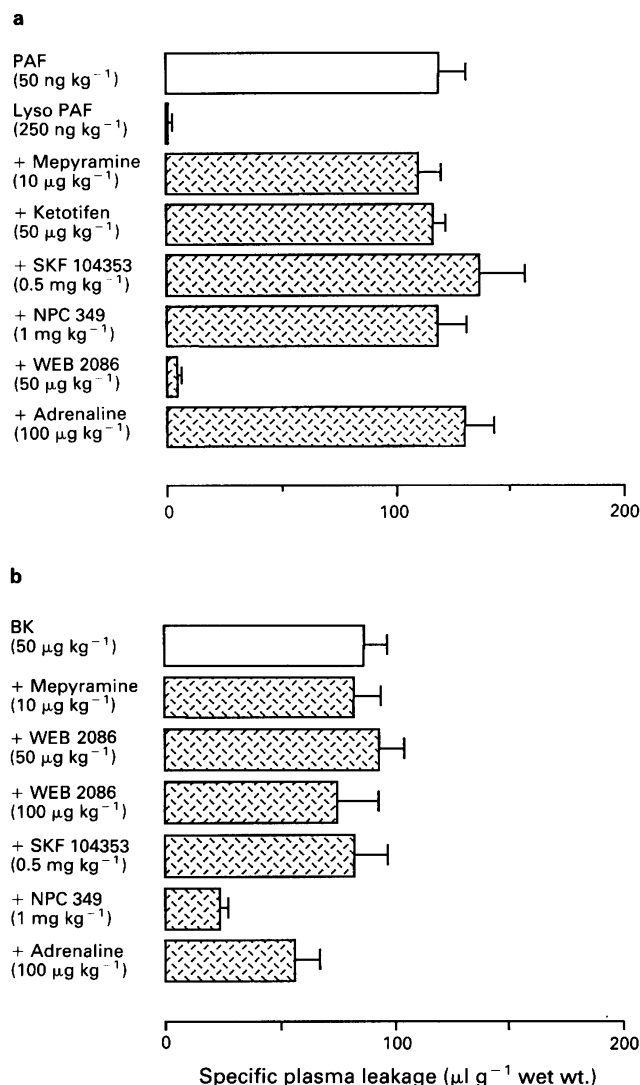 a
PAF
(50 ng kg⁻¹)
Lyso PAF
(250 ng kg⁻¹)
+ Mepyramine
(10 μg kg⁻¹)
+ Ketotifen
(50 μg kg⁻¹)
+ SKF 104353
(0.5 mg kg⁻¹)
+ NPC 349
(1 mg kg⁻¹)
+ WEB 2086
(50 μg kg⁻¹)
+ Adrenaline
(100 μg kg⁻¹)
0 100 200
b
BK
(50 μg kg⁻¹)
+ Mepyramine
(10 μg kg⁻¹)
+ WEB 2086
(50 μg kg⁻¹)
+ WEB 2086
(100 μg kg⁻¹)
+ SKF 104353
(0.5 mg kg⁻¹)
+ NPC 349
(1 mg kg⁻¹)
+ Adrenaline
(100 μg kg⁻¹)
0 100 200
Specific plasma leakage (μl g⁻¹ wet wt.)